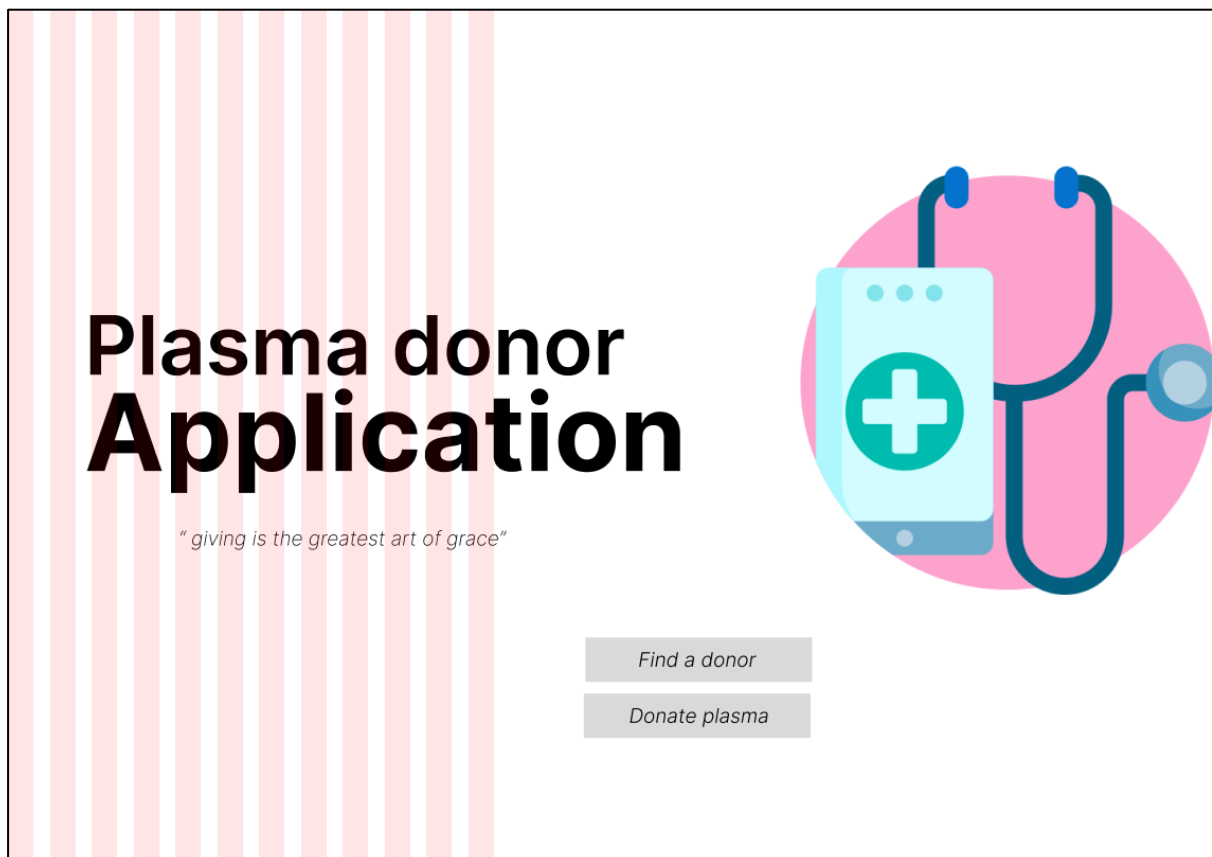 Plasma donor
Application
“ giving is the greatest art of grace”
Find a donor
Donate plasma